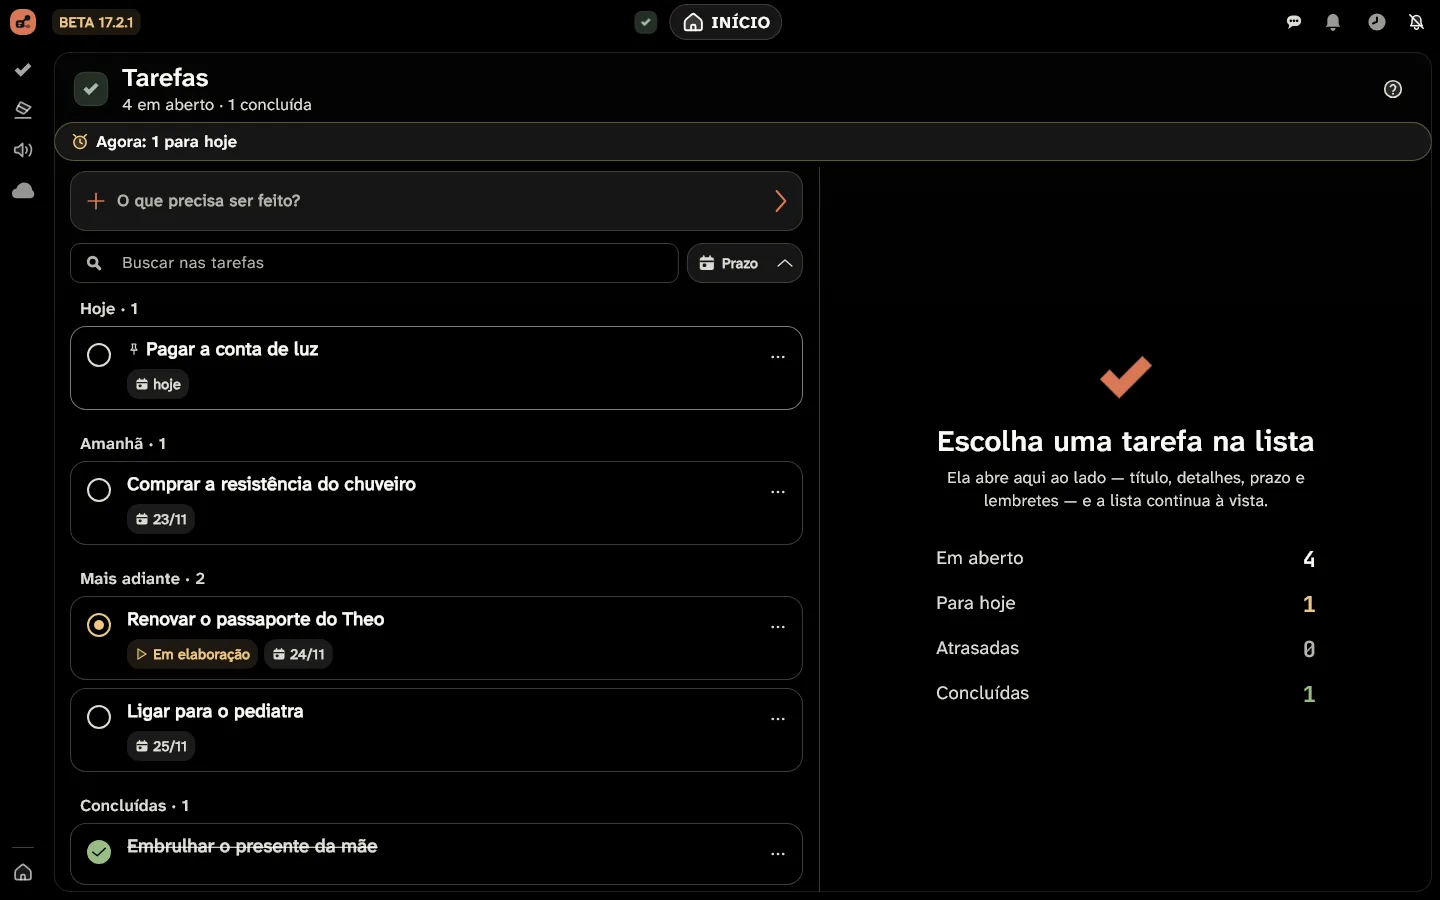 BETA 17.2.1
INÍCIO
Tarefas
4 em aberto · 1 concluída
Agora: 1 para hoje
O que precisa ser feito?
Buscar nas tarefas
Prazo
Hoje · 1
Pagar a conta de luz
hoje
Amanhã · 1
Comprar a resistência do chuveiro
23/11
Mais adiante · 2
Renovar o passaporte do Theo
Em elaboração
24/11
Ligar para o pediatra
25/11
Concluídas · 1
Embrulhar o presente da mãe
Escolha uma tarefa na lista
Ela abre aqui ao lado — título, detalhes, prazo e
lembretes — e a lista continua à vista.
Em aberto 4
Para hoje 1
Atrasadas 0
Concluídas 1